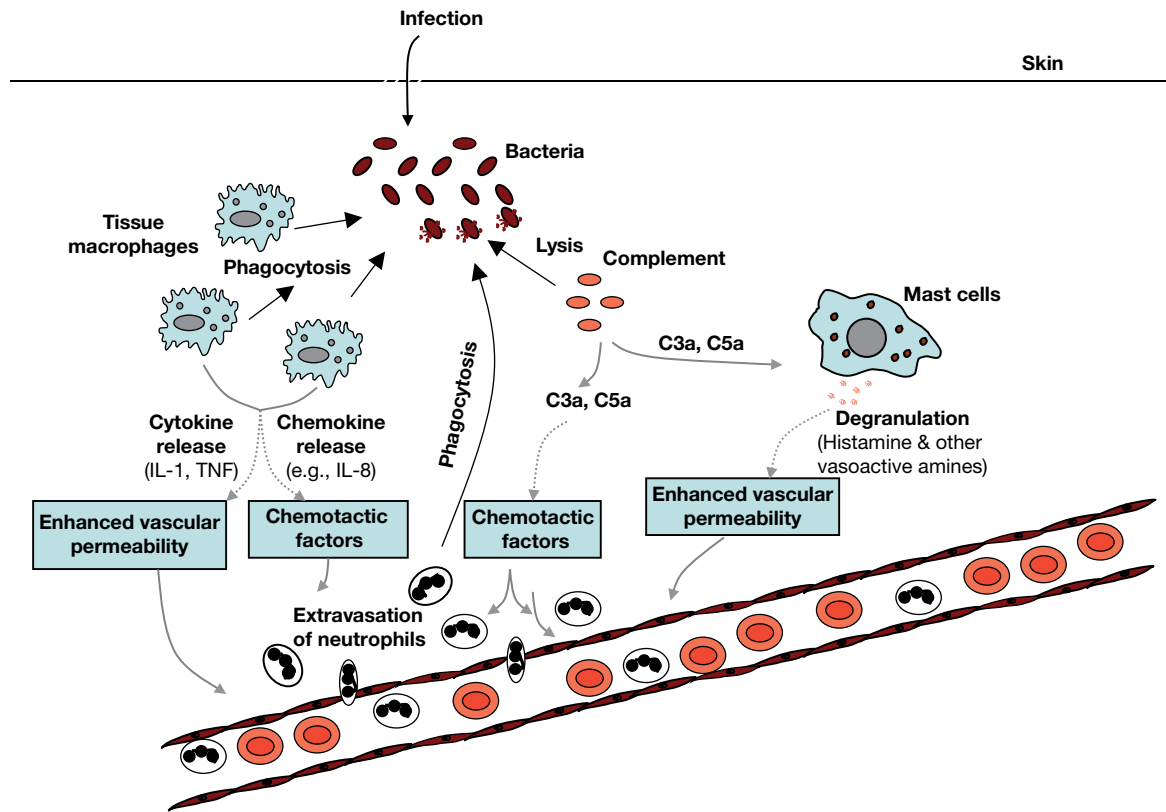 Infection
Skin
Bacteria
Tissue
macrophages
Phagocytosis
Lysis
Complement
Mast cells
C3a, C5a
C3a, C5a
Phagocytosis
Cytokine
release
(IL-1, TNF)
Chemokine
release
(e.g., IL-8)
Degranulation
(Histamine & other
vasoactive amines)
Enhanced vascular
permeability
Chemotactic
factors
Chemotactic
factors
Enhanced vascular
permeability
Extravasation
of neutrophils